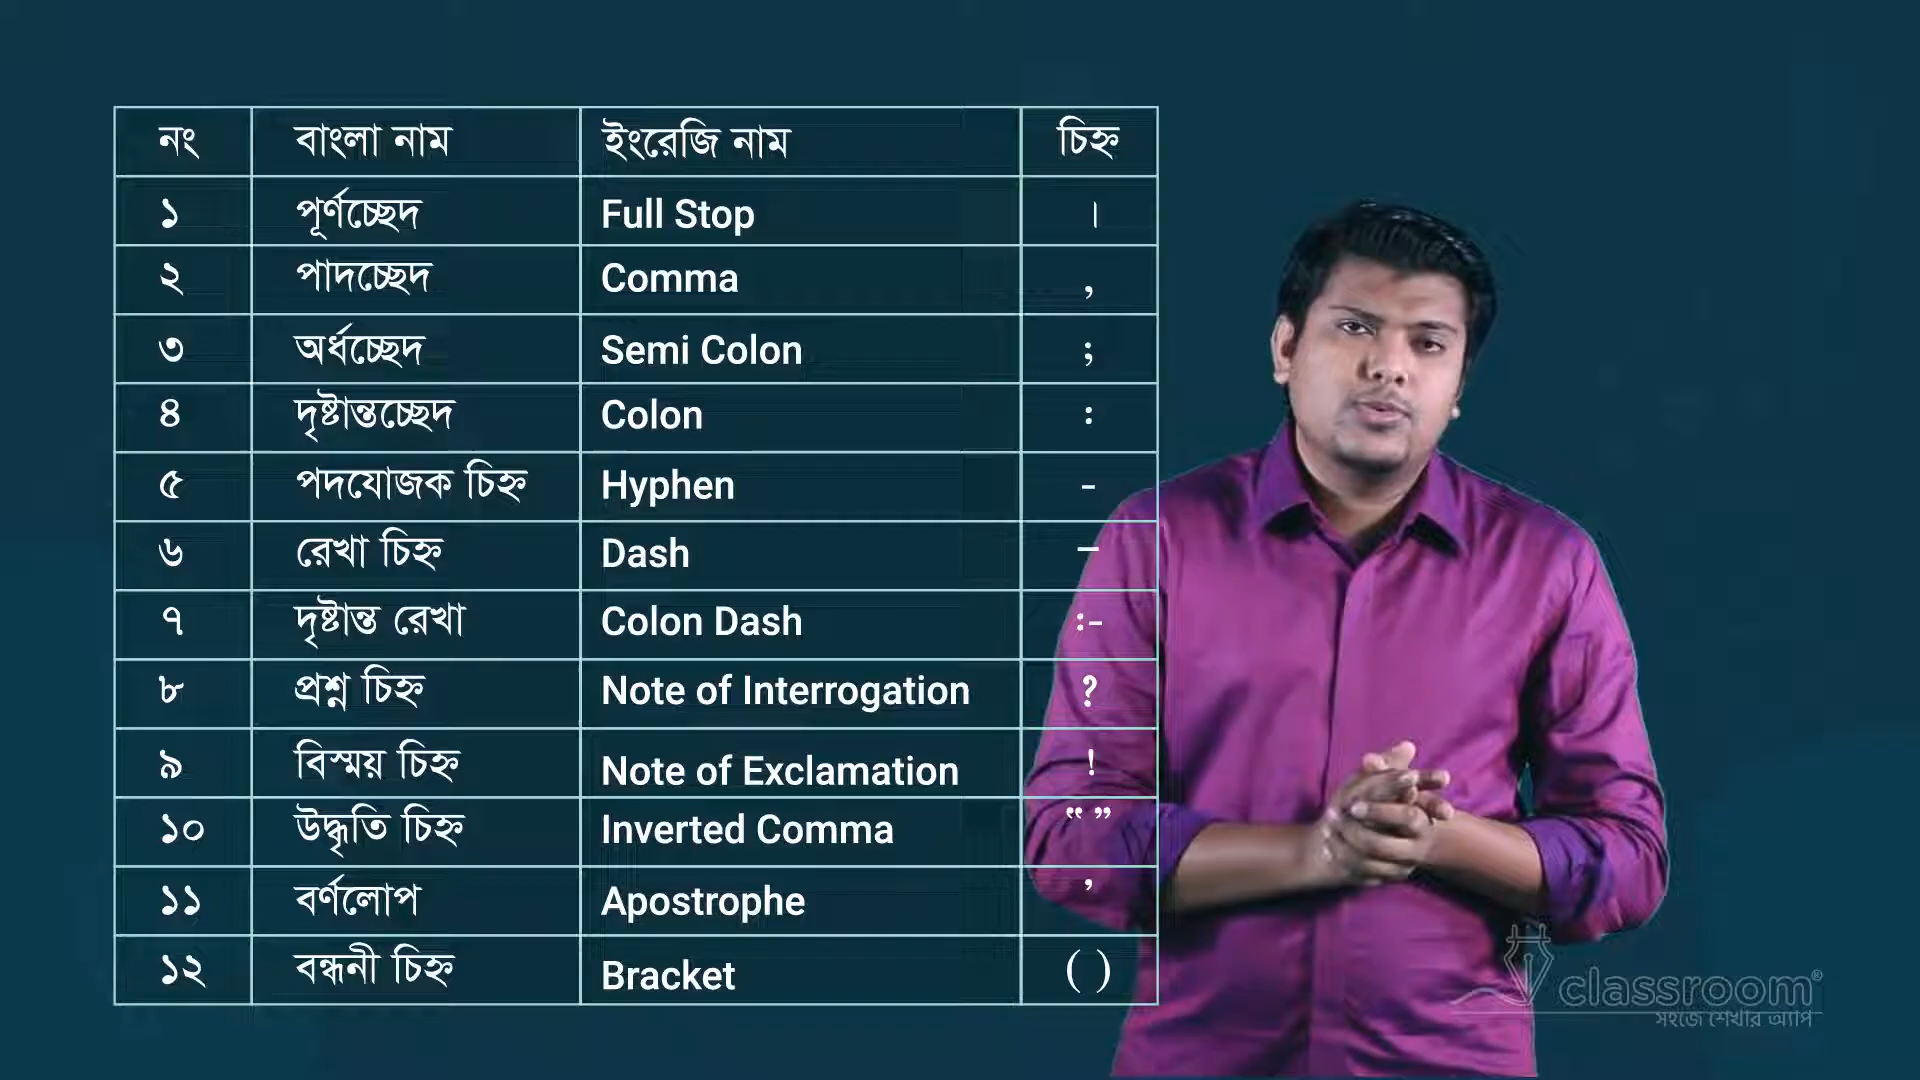 নং বাংলা নাম ইংরেজি নাম চিহ্ন
১ পূর্ণচ্ছেদ Full Stop ।
২ পাদচ্ছেদ Comma ,
৩ অর্ধচ্ছেদ Semi Colon ;
৪ দৃষ্টান্তচ্ছেদ Colon :
৫ পদযোজক চিহ্ন Hyphen -
৬ রেখা চিহ্ন Dash –
৭ দৃষ্টান্ত রেখা Colon Dash :-
৮ প্রশ্ন চিহ্ন Note of Interrogation ?
৯ বিস্ময় চিহ্ন Note of Exclamation !
১০ উদ্ধৃতি চিহ্ন Inverted Comma “ ”
১১ বর্ণলোপ Apostrophe ’
১২ বন্ধনী চিহ্ন Bracket ( )
classroom®
সহজে শেখার অ্যাপ